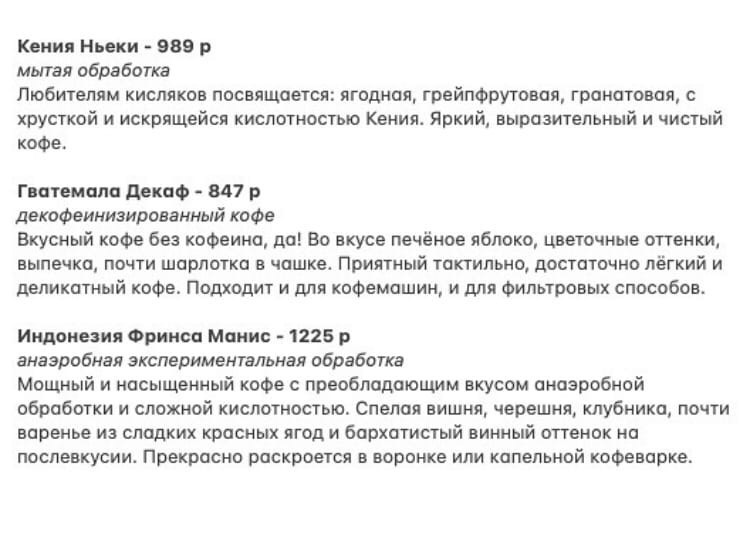 Кения Ньеки - 989 р
мытая обработка
Любителям кисляков посвящается: ягодная, грейпфрутовая, гранатовая, с
хрусткой и искрящейся кислотностью Кения. Яркий, выразительный и чистый
кофе.
Гватемала Декаф - 847 р
декофеинизированный кофе
Вкусный кофе без кофеина, да! Во вкусе печёное яблоко, цветочные оттенки,
выпечка, почти шарлотка в чашке. Приятный тактильно, достаточно лёгкий и
деликатный кофе. Подходит и для кофемашин, и для фильтровых способов.
Индонезия Фринса Манис - 1225 р
анаэробная экспериментальная обработка
Мощный и насыщенный кофе с преобладающим вкусом анаэробной
обработки и сложной кислотностью. Спелая вишня, черешня, клубника, почти
варенье из сладких красных ягод и бархатистый винный оттенок на
послевкусии. Прекрасно раскроется в воронке или капельной кофеварке.